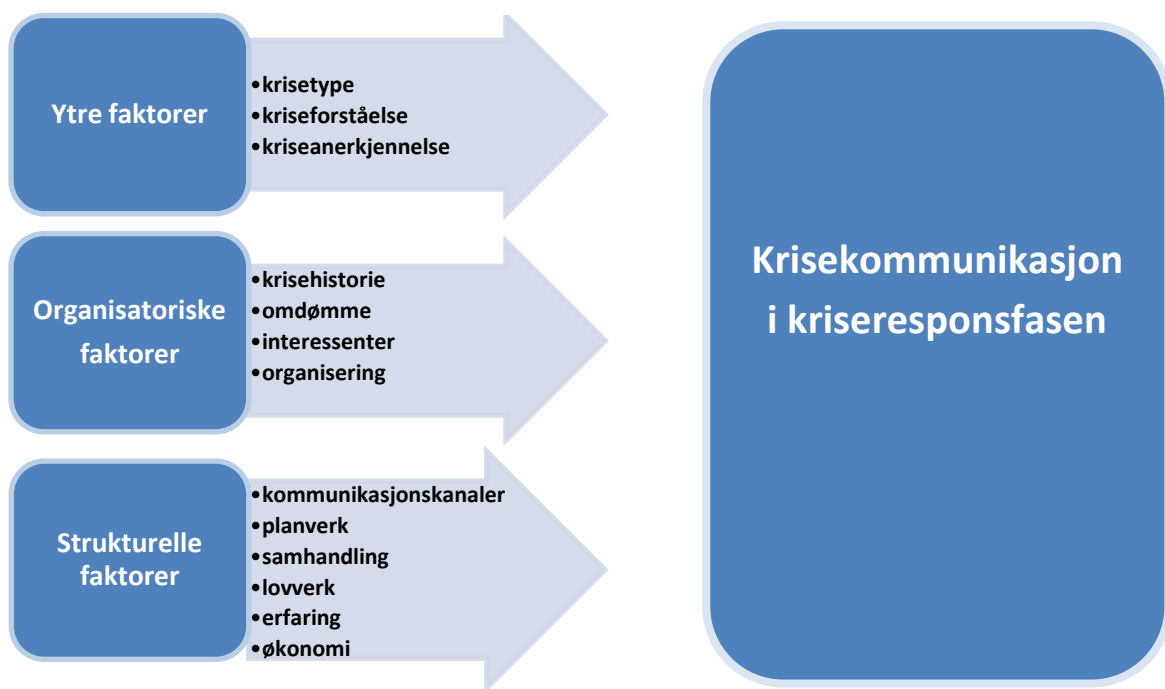 Ytre faktorer
•krisetype
•kriseforståelse
•kriseanerkjennelse
Organisatoriske
faktorer
•krisehistorie
•omdømme
•interessenter
•organisering
Strukturelle
faktorer
•kommunikasjonskanaler
•planverk
•samhandling
•lovverk
•erfaring
•økonomi
Krisekommunikasjon
i kriseresponsfasen